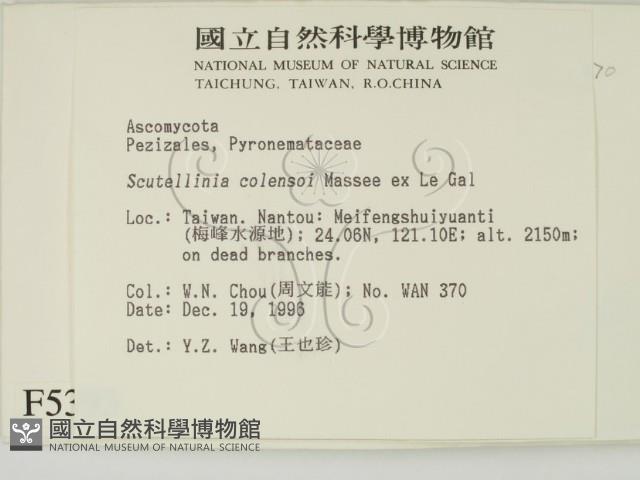 國立自然科學博物館
NATIONAL MUSEUM OF NATURAL SCIENCE
TAICHUNG, TAIWAN, R.O.CHINA
70
Ascomycota
Pezizales, Pyronemataceae
Scutellinia colensoi Massee ex Le Gal
Loc.: Taiwan. Nantou: Meifengshuiyuanti
(梅峰水源地); 24.06N, 121.10E; alt. 2150m;
on dead branches.
Col.: W.N. Chou(周文能); No. WAN 370
Date: Dec. 19, 1996
Det.: Y.Z. Wang(王也珍)
F53
國立自然科學博物館
NATIONAL MUSEUM OF NATURAL SCIENCE